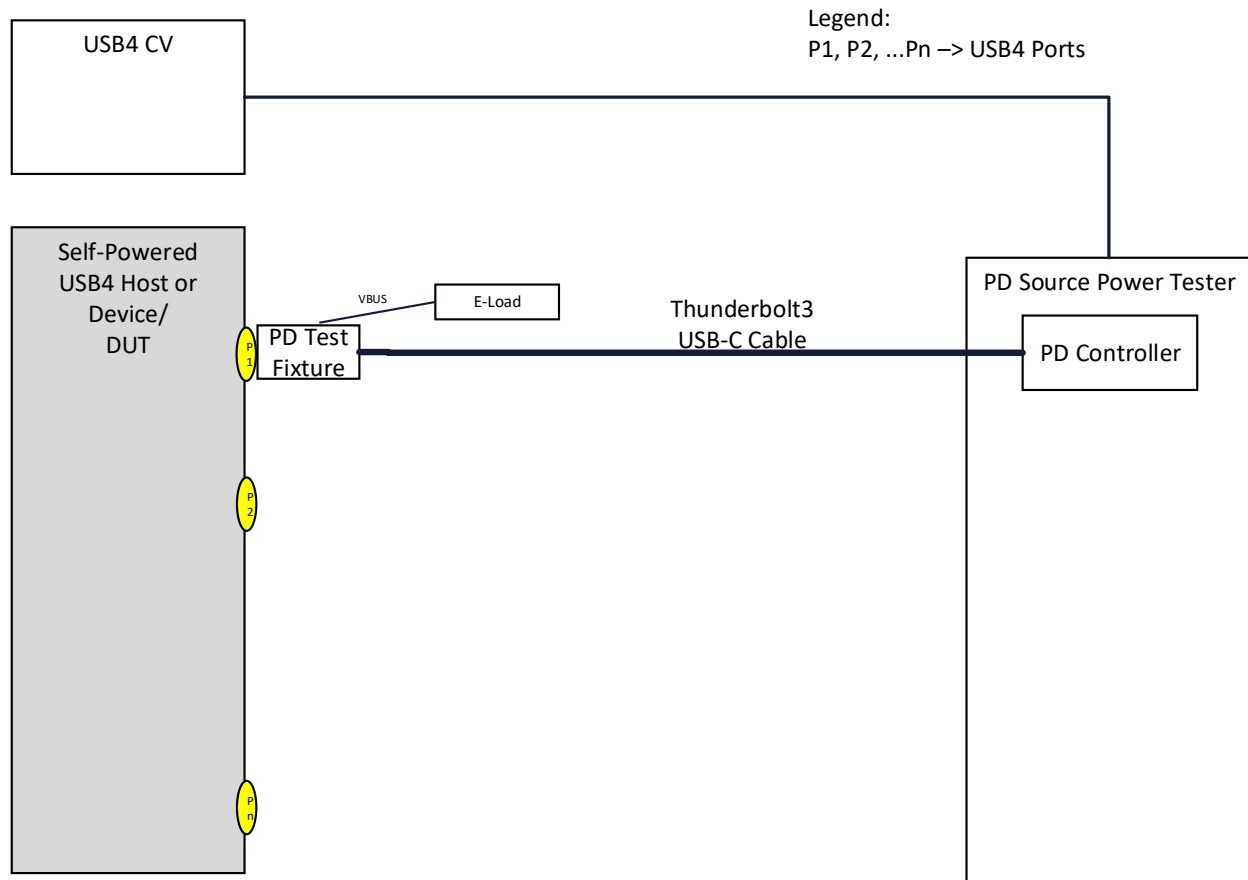 USB4 CV
Legend:
P1, P2, ...Pn –> USB4 Ports
Self-Powered
USB4 Host or
Device/
DUT
P
1
PD Test
Fixture
VBUS
E-Load
Thunderbolt3
USB-C Cable
PD Source Power Tester
PD Controller
P
2
P
n